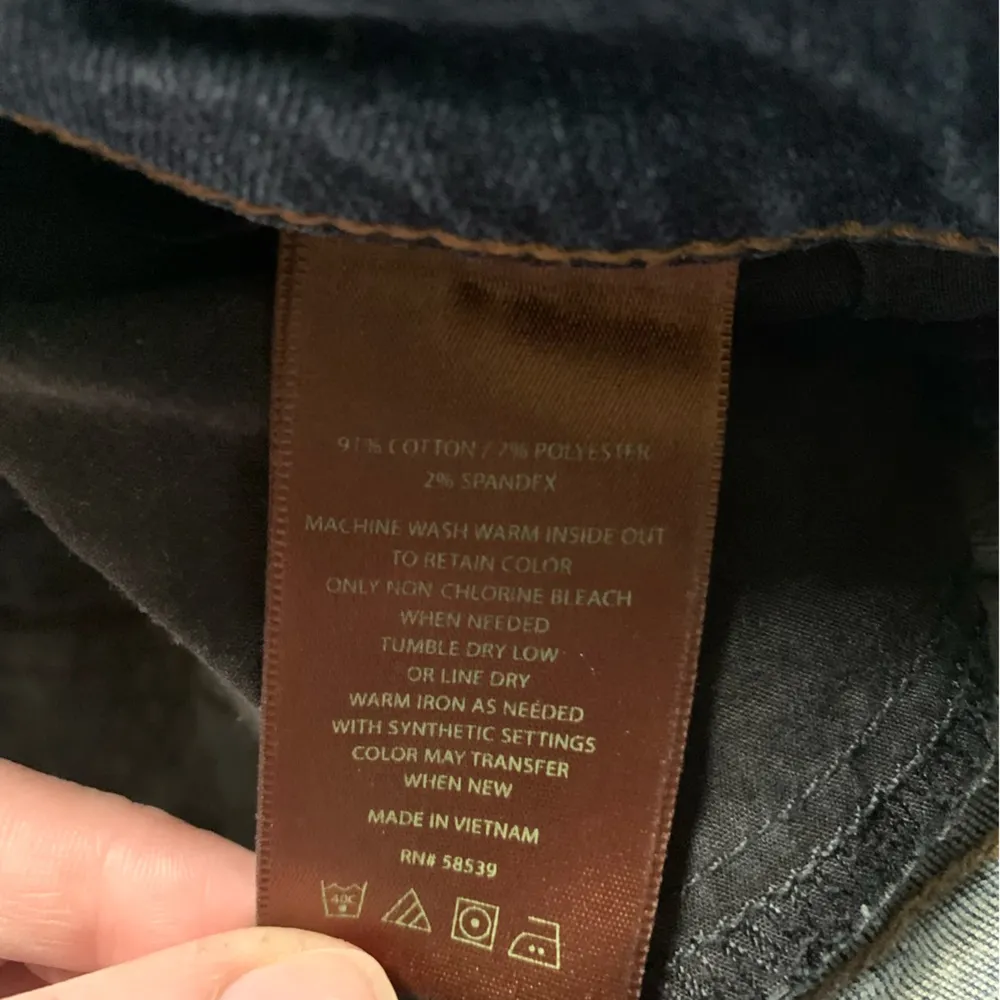 91% COTTON / 7% POLYESTER
2% SPANDEX
MACHINE WASH WARM INSIDE OUT
TO RETAIN COLOR
ONLY NON CHLORINE BLEACH
WHEN NEEDED
TUMBLE DRY LOW
OR LINE DRY
WARM IRON AS NEEDED
WITH SYNTHETIC SETTINGS
COLOR MAY TRANSFER
WHEN NEW
MADE IN VIETNAM
RN# 58539
40C